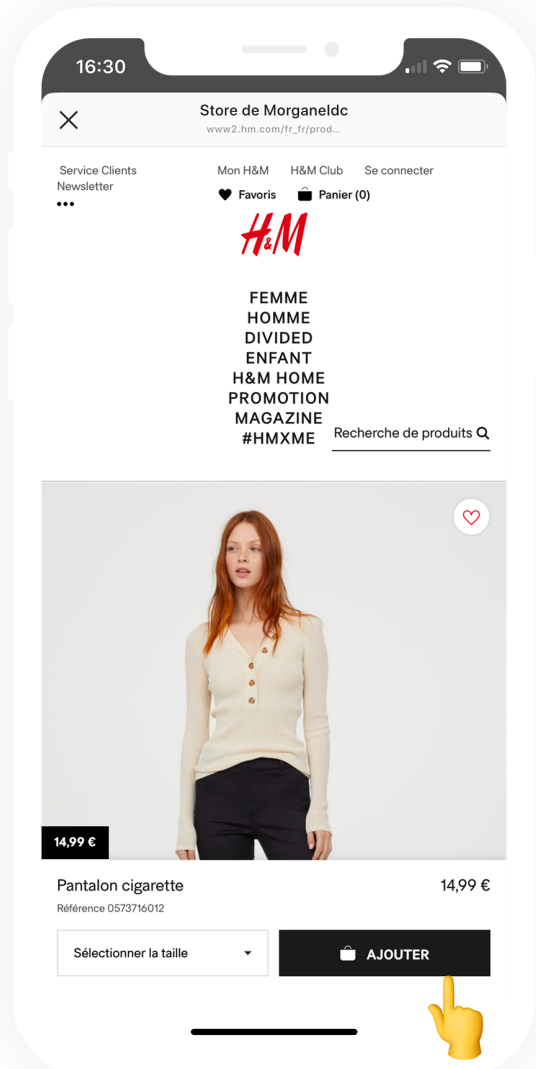 16:30
Store de Morganeldc
www2.hm.com/fr_fr/prod...
Service Clients
Mon H&M
H&M Club
Se connecter
Newsletter
Favoris
Panier (0)
•••
H&M
FEMME
HOMME
DIVIDED
ENFANT
H&M HOME
PROMOTION
MAGAZINE
#HMXME
Recherche de produits
14,99 €
Pantalon cigarette
14,99 €
Référence 0573716012
Sélectionner la taille
AJOUTER